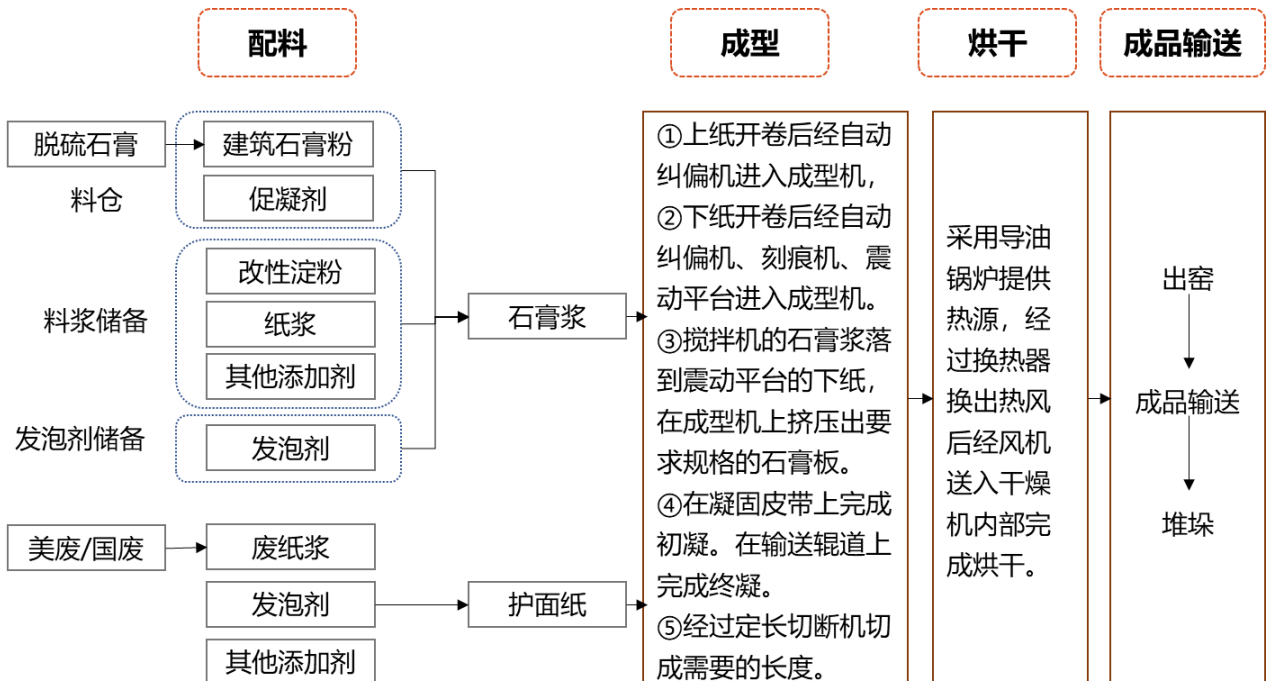 配料
成型
烘干
成品输送
脱硫石膏
料仓
建筑石膏粉
促凝剂
料浆储备
改性淀粉
纸浆
其他添加剂
发泡剂储备
发泡剂
石膏浆
美废/国废
废纸浆
发泡剂
其他添加剂
护面纸
①上纸开卷后经自动
纠偏机进入成型机，
②下纸开卷后经自动
纠偏机、刻痕机、震
动平台进入成型机。
③搅拌机的石膏浆落
到震动平台的下纸，
在成型机上挤压出要
求规格的石膏板。
④在凝固皮带上完成
初凝。在输送辊道上
完成终凝。
⑤经过定长切断机切
成需要的长度。
采用导油
锅炉提供
热源，经
过换热器
换出热风
后经风机
送入干燥
机内部完
成烘干。
出窑
成品输送
堆垛